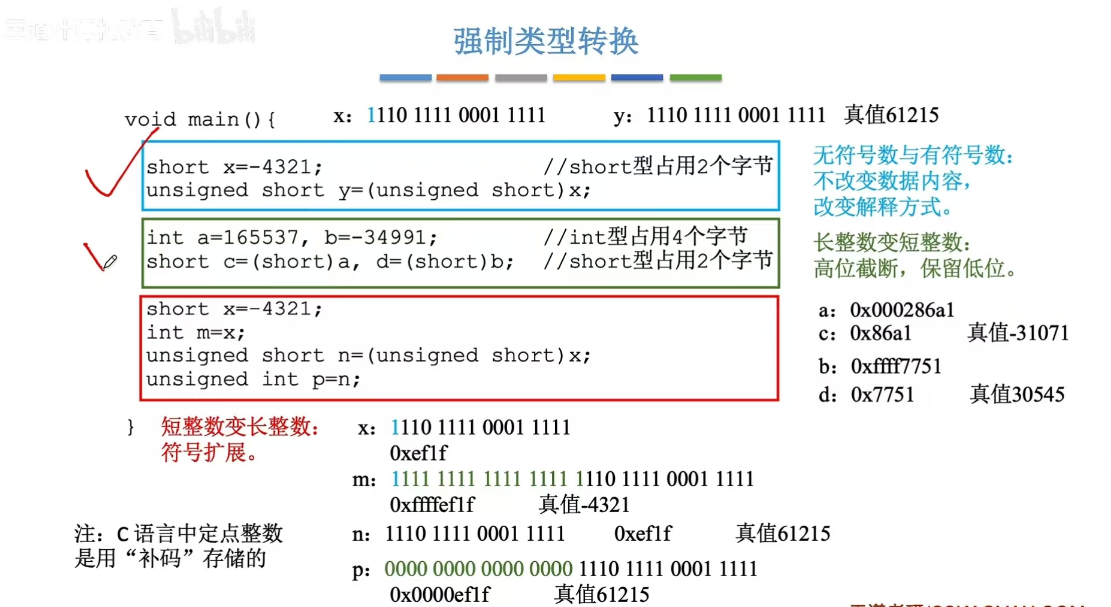 bilibili
强制类型转换
void main(){
x：1110 1111 0001 1111
y：1110 1111 0001 1111 真值61215
short x=-4321; //short型占用2个字节
unsigned short y=(unsigned short)x;
无符号数与有符号数：
不改变数据内容，
改变解释方式。
int a=165537, b=-34991; //int型占用4个字节
short c=(short)a, d=(short)b; //short型占用2个字节
长整数变短整数：
高位截断，保留低位。
short x=-4321;
int m=x;
unsigned short n=(unsigned short)x;
unsigned int p=n;
a：0x000286a1
c：0x86a1 真值-31071
b：0xffff7751
d：0x7751 真值30545
}
短整数变长整数：
符号扩展。
x：1110 1111 0001 1111
0xef1f
m：1111 1111 1111 1111 1110 1111 0001 1111
0xffffef1f 真值-4321
n：1110 1111 0001 1111 0xef1f 真值61215
p：0000 0000 0000 0000 1110 1111 0001 1111
0x0000ef1f 真值61215
注：C 语言中定点整数
是用“补码”存储的